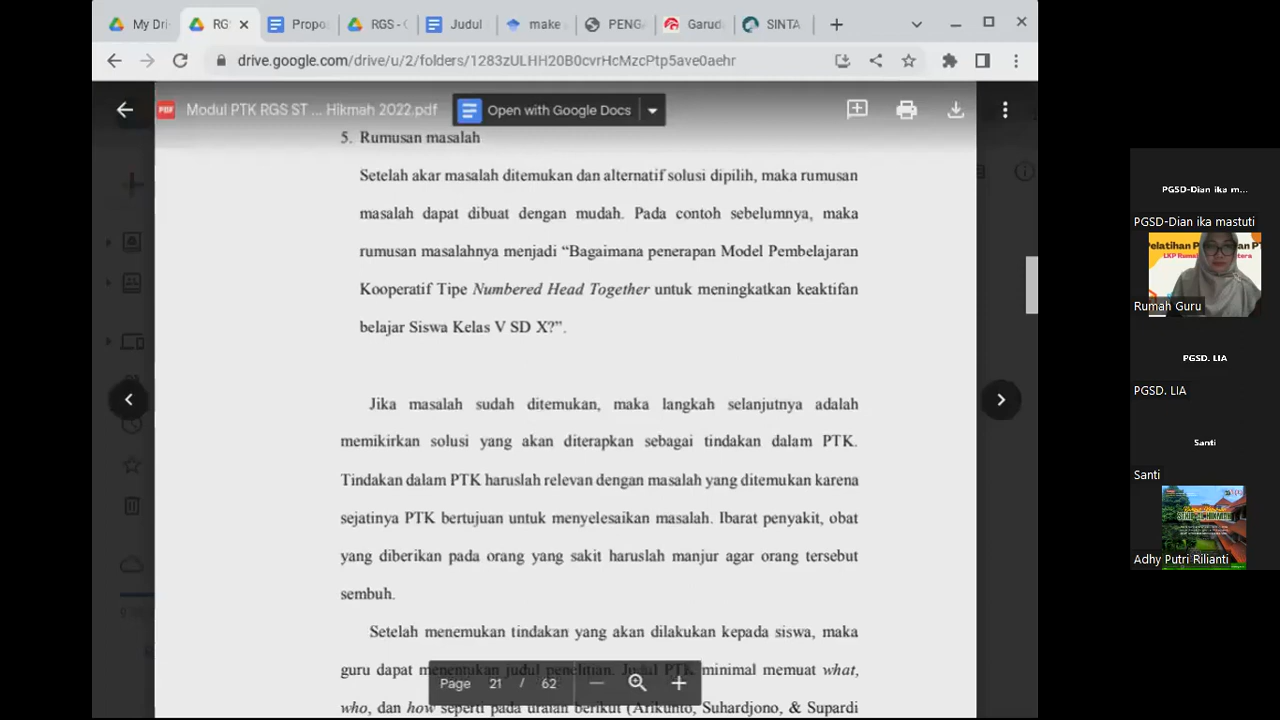 My Dri
RGS
Propo
RGS - 
Judul
make
PENG
Garud
SINTA
drive.google.com/drive/u/2/folders/1283zULHH20B0cvrHcMzcPtp5ave0aehr
PDF
Modul PTK RGS ST ... Hikmah 2022.pdf
Open with Google Docs
5. Rumusan masalah
Setelah akar masalah ditemukan dan alternatif solusi dipilih, maka rumusan
masalah dapat dibuat dengan mudah. Pada contoh sebelumnya, maka
rumusan masalahnya menjadi “Bagaimana penerapan Model Pembelajaran
Kooperatif Tipe Numbered Head Together untuk meningkatkan keaktifan
belajar Siswa Kelas V SD X?”.
Jika masalah sudah ditemukan, maka langkah selanjutnya adalah
memikirkan solusi yang akan diterapkan sebagai tindakan dalam PTK.
Tindakan dalam PTK haruslah relevan dengan masalah yang ditemukan karena
sejatinya PTK bertujuan untuk menyelesaikan masalah. Ibarat penyakit, obat
yang diberikan pada orang yang sakit haruslah manjur agar orang tersebut
sembuh.
Setelah menemukan tindakan yang akan dilakukan kepada siswa, maka
guru dapat menentukan judul penelitian. Judul PTK minimal memuat what,
who, dan how seperti pada uraian berikut (Arikunto, Suhardjono, & Supardi
Page 21 / 62
PGSD-Dian ika m...
PGSD-Dian ika mastuti
Pelatihan P
an PT
LKP Ruma
tera
Rumah Guru
PGSD. LIA
PGSD. LIA
Santi
Santi
Adhy Putri Rilianti